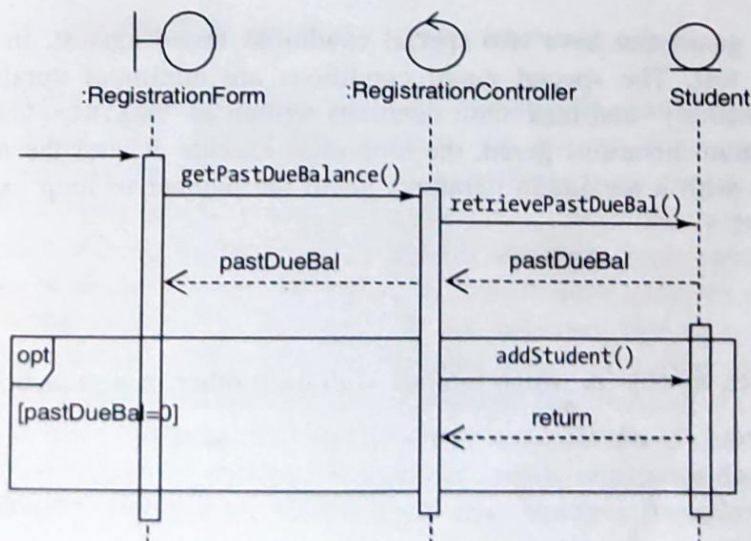 :RegistrationForm :RegistrationController Student
getPastDueBalance()
retrievePastDueBal()
pastDueBal pastDueBal
opt addStudent()
[pastDueBal=0] return